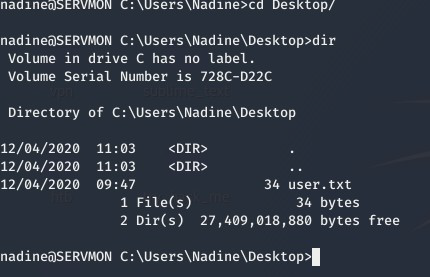 nadine@SERVMON C:\Users\Nadine>cd Desktop/
nadine@SERVMON C:\Users\Nadine\Desktop>dir
Volume in drive C has no label.
Volume Serial Number is 728C-D22C
Directory of C:\Users\Nadine\Desktop
12/04/2020  11:03    <DIR>          .
12/04/2020  11:03    <DIR>          ..
12/04/2020  09:47                34 user.txt
1 File(s)             34 bytes
2 Dir(s)  27,409,018,880 bytes free
nadine@SERVMON C:\Users\Nadine\Desktop>